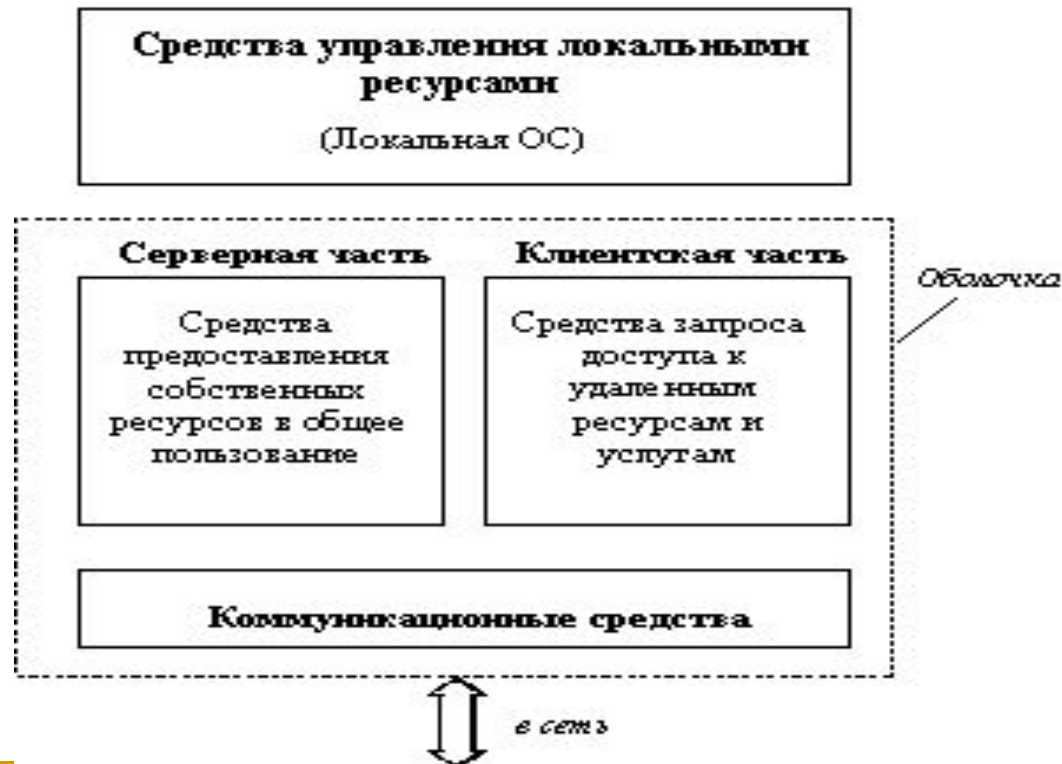 Средства управления локальными
ресурсами
(Локальная ОС)
Серверная часть
Клиентская часть
Оболочка
Средства
предоставления
собственных
ресурсов в общее
пользование
Средства запроса
доступа к
удаленным
ресурсам и
услугам
Коммуникационные средства
в сеть